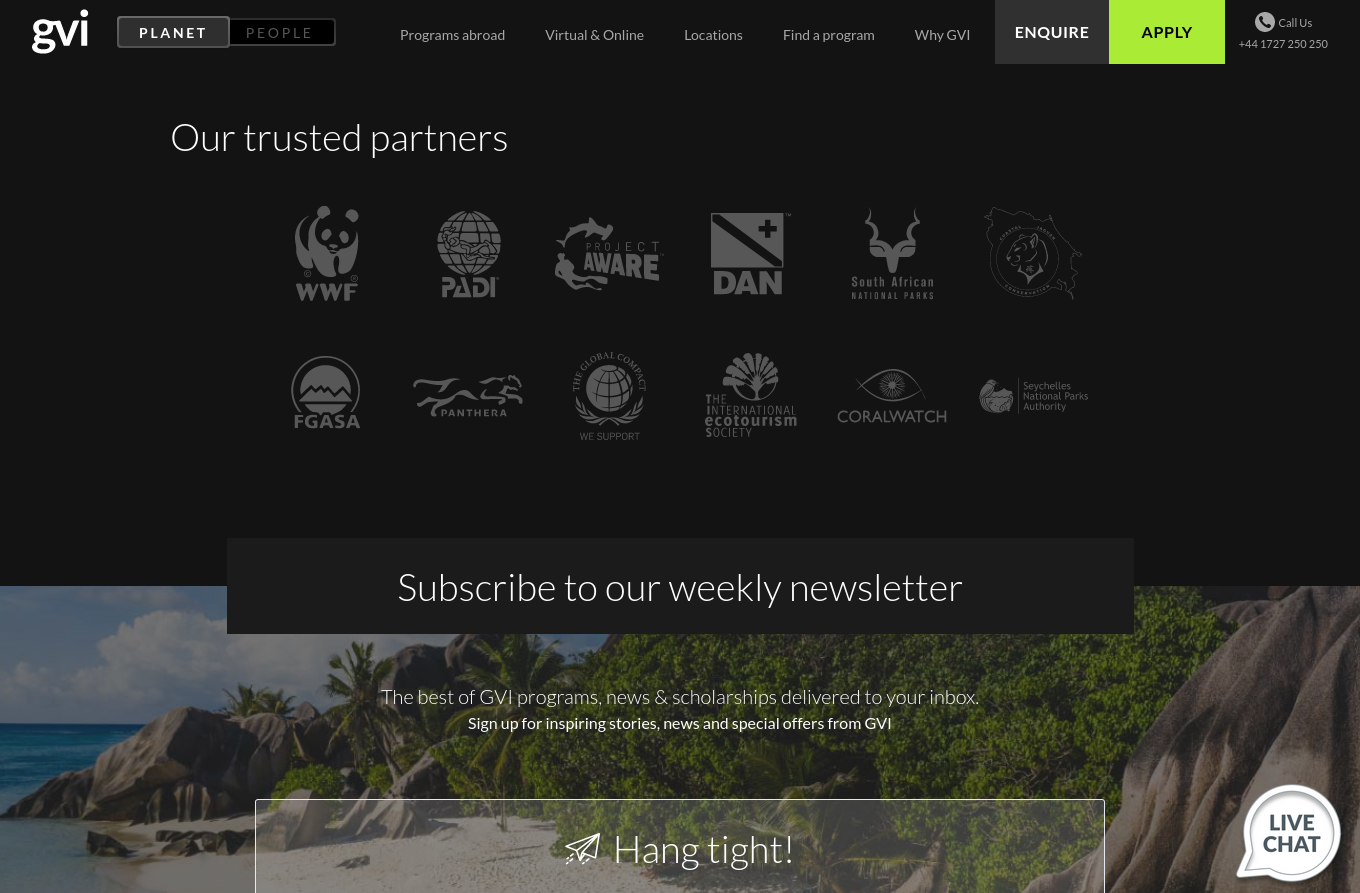 gvi
PLANET
PEOPLE
Programs abroad
Virtual & Online
Locations
Find a program
Why GVI
ENQUIRE
APPLY
Call Us
+44 1727 250 250
Our trusted partners
©
WWF
®
PADI
PROJECT
AWARE
DAN
™
South African
NATIONAL PARKS
COASTAL JAGUAR
CONSERVATION
FGASA
PANTHERA
THE GLOBAL COMPACT
WE SUPPORT
THE
INTERNATIONAL
ecotourism
SOCIETY
CORALWATCH
Seychelles
National Parks
Authority
Subscribe to our weekly newsletter
The best of GVI programs, news & scholarships delivered to your inbox.
Sign up for inspiring stories, news and special offers from GVI
Hang tight!
LIVE
CHAT